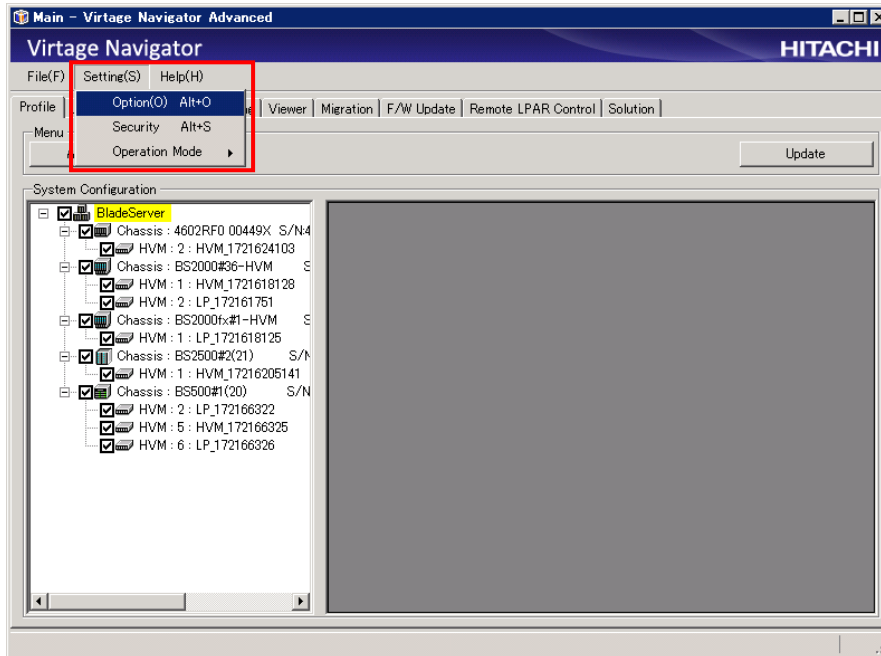 Main - Virtage Navigator Advanced
Virtage Navigator HITACHI
File(F) Setting(S) Help(H)
Option(O) Alt+O
Security Alt+S
Operation Mode
Profile Viewer Migration F/W Update Remote LPAR Control Solution
Menu
Update
System Configuration
BladeServer
Chassis : 4602RF0 00449X S/N:4
HVM : 2 : HVM_1721624103
Chassis : BS2000#36-HVM S
HVM : 1 : HVM_1721618128
HVM : 2 : LP_172161751
Chassis : BS2000fx#1-HVM S
HVM : 1 : LP_1721618125
Chassis : BS2500#2(21) S/N
HVM : 1 : HVM_17216205141
Chassis : BS500#1(20) S/N
HVM : 2 : LP_172166322
HVM : 5 : HVM_172166325
HVM : 6 : LP_172166326